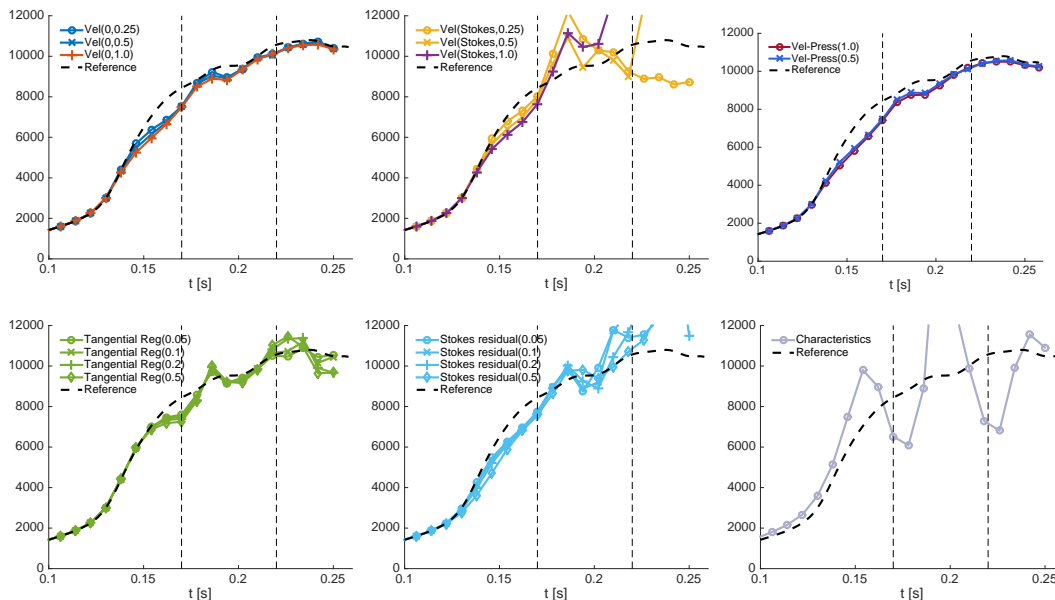 12000
10000
8000
6000
4000
2000
0
0.1 0.15 0.2 0.25
t [s]
Vel(0,0.25)
Vel(0,0.5)
Vel(0,1.0)
Reference
12000
10000
8000
6000
4000
2000
0
0.1 0.15 0.2 0.25
t [s]
Vel(Stokes,0.25)
Vel(Stokes,0.5)
Vel(Stokes,1.0)
Reference
12000
10000
8000
6000
4000
2000
0
0.1 0.15 0.2 0.25
t [s]
Vel-Press(1.0)
Vel-Press(0.5)
Reference
12000
10000
8000
6000
4000
2000
0
0.1 0.15 0.2 0.25
t [s]
Tangential Reg(0.05)
Tangential Reg(0.1)
Tangential Reg(0.2)
Tangential Reg(0.5)
Reference
12000
10000
8000
6000
4000
2000
0
0.1 0.15 0.2 0.25
t [s]
Stokes residual(0.05)
Stokes residual(0.1)
Stokes residual(0.2)
Stokes residual(0.5)
Reference
12000
10000
8000
6000
4000
2000
0
0.1 0.15 0.2 0.25
t [s]
Characteristics
Reference